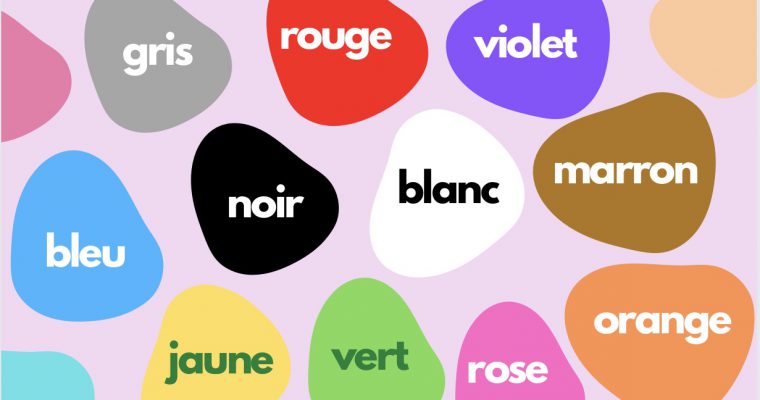 gris
rouge
violet
bleu
noir
blanc
marron
jaune
vert
rose
orange